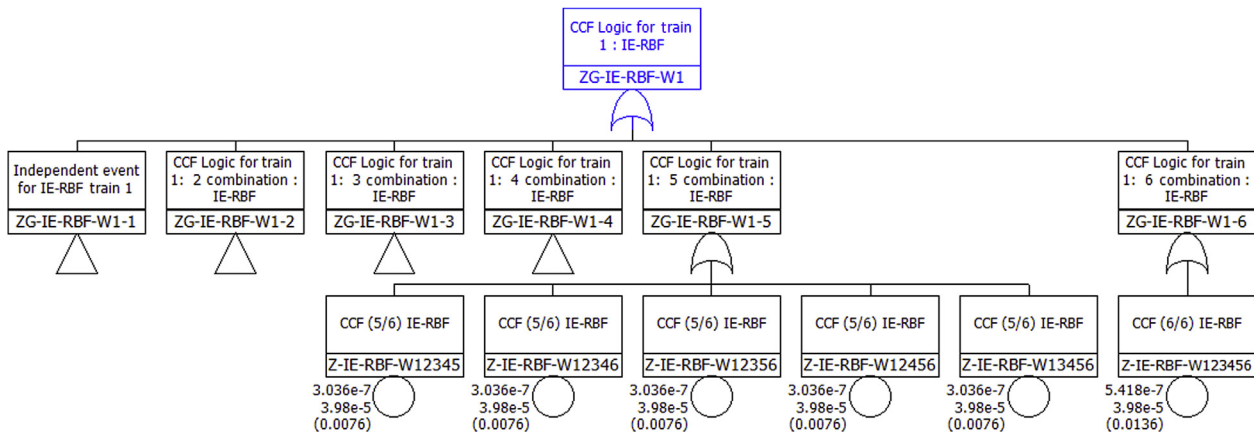 CCF Logic for train
1 : IE-RBF
ZG-IE-RBF-W1
Independent event
for IE-RBF train 1
ZG-IE-RBF-W1-1
CCF Logic for train
1: 2 combination :
IE-RBF
ZG-IE-RBF-W1-2
CCF Logic for train
1: 3 combination :
IE-RBF
ZG-IE-RBF-W1-3
CCF Logic for train
1: 4 combination :
IE-RBF
ZG-IE-RBF-W1-4
CCF Logic for train
1: 5 combination :
IE-RBF
ZG-IE-RBF-W1-5
CCF Logic for train
1: 6 combination :
IE-RBF
ZG-IE-RBF-W1-6
CCF (5/6) IE-RBF
Z-IE-RBF-W12345
3.036e-7
3.98e-5
(0.0076)
CCF (5/6) IE-RBF
Z-IE-RBF-W12346
3.036e-7
3.98e-5
(0.0076)
CCF (5/6) IE-RBF
Z-IE-RBF-W12356
3.036e-7
3.98e-5
(0.0076)
CCF (5/6) IE-RBF
Z-IE-RBF-W12456
3.036e-7
3.98e-5
(0.0076)
CCF (5/6) IE-RBF
Z-IE-RBF-W13456
3.036e-7
3.98e-5
(0.0076)
CCF (6/6) IE-RBF
Z-IE-RBF-W123456
5.418e-7
3.98e-5
(0.0136)